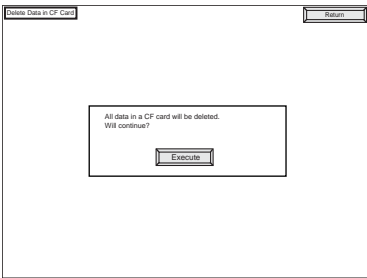 Delete Data in CF Card
Return
All data in a CF card will be deleted.
Will continue?
Execute